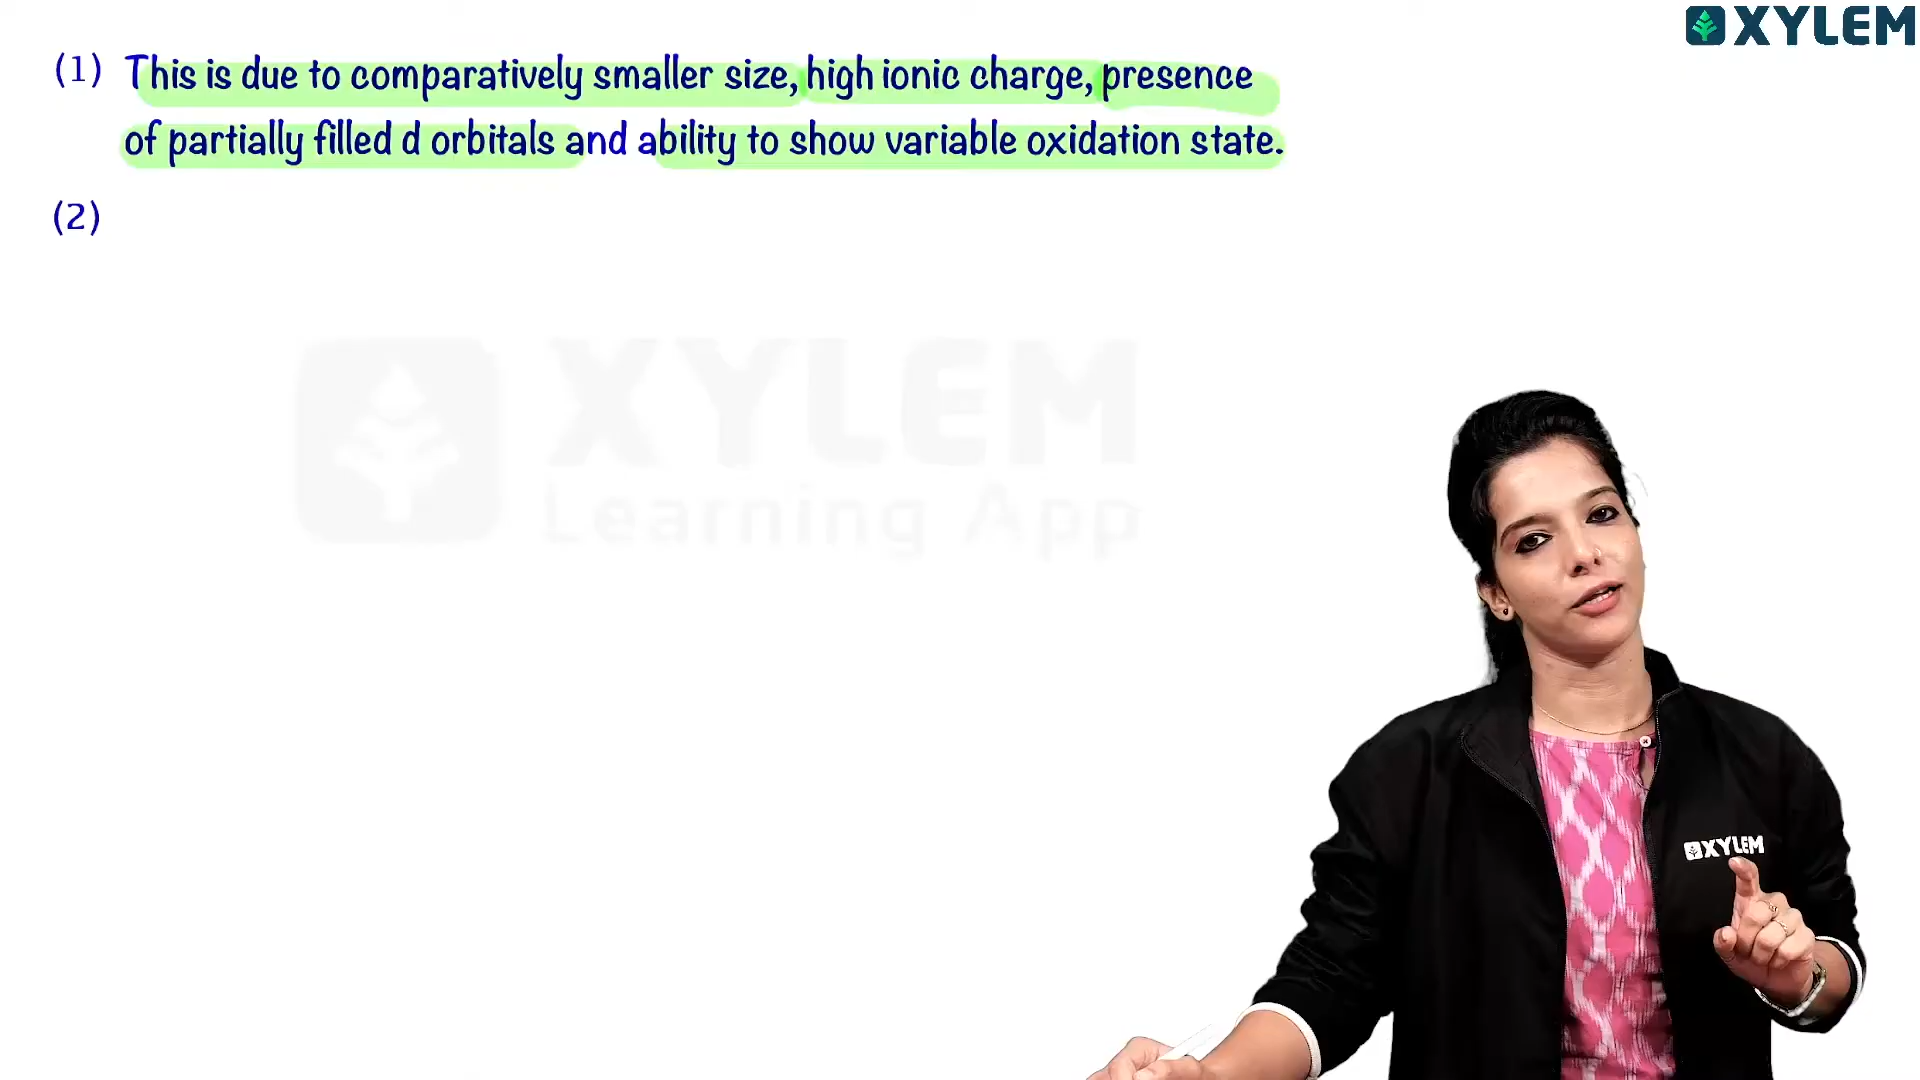 XYLEM
(1) This is due to comparatively smaller size, high ionic charge, presence
of partially filled d orbitals and ability to show variable oxidation state.
(2)
XYLEM
Learning App
XYLEM